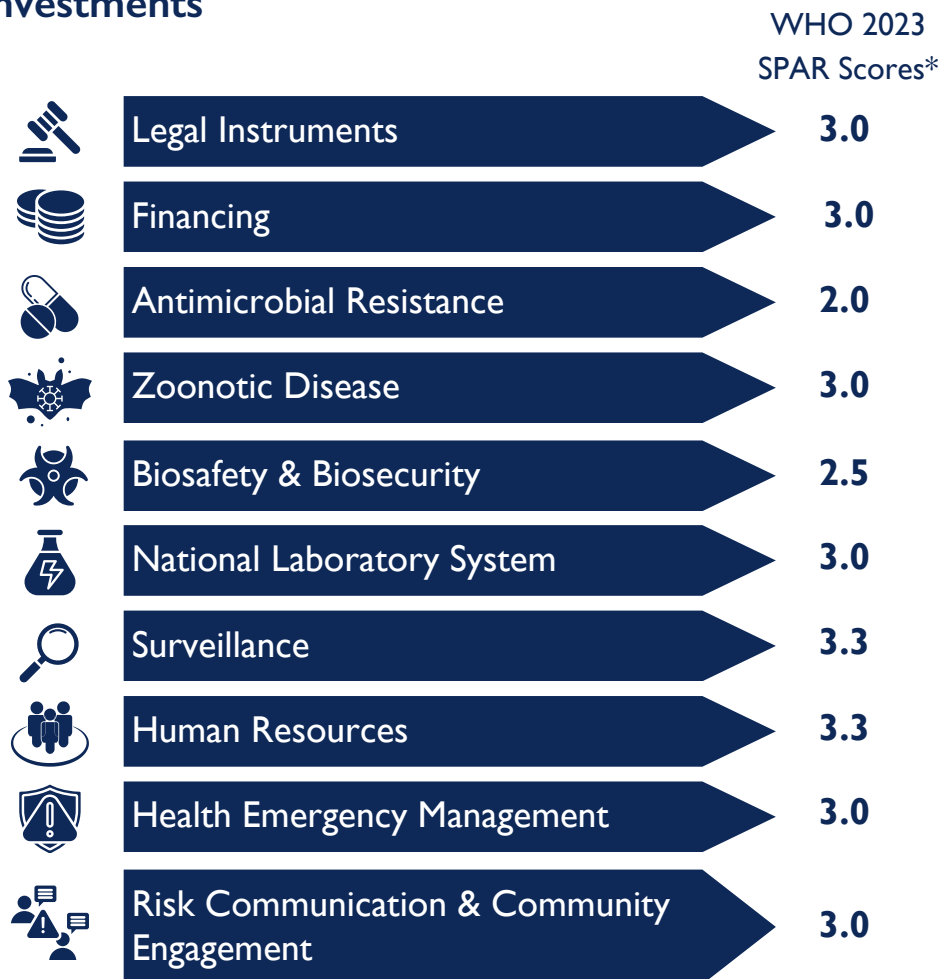 nvestments
WHO 2023
SPAR Scores*
Legal Instruments 3.0
Financing 3.0
Antimicrobial Resistance 2.0
Zoonotic Disease 3.0
Biosafety & Biosecurity 2.5
National Laboratory System 3.0
Surveillance 3.3
Human Resources 3.3
Health Emergency Management 3.0
Risk Communication & Community
Engagement 3.0